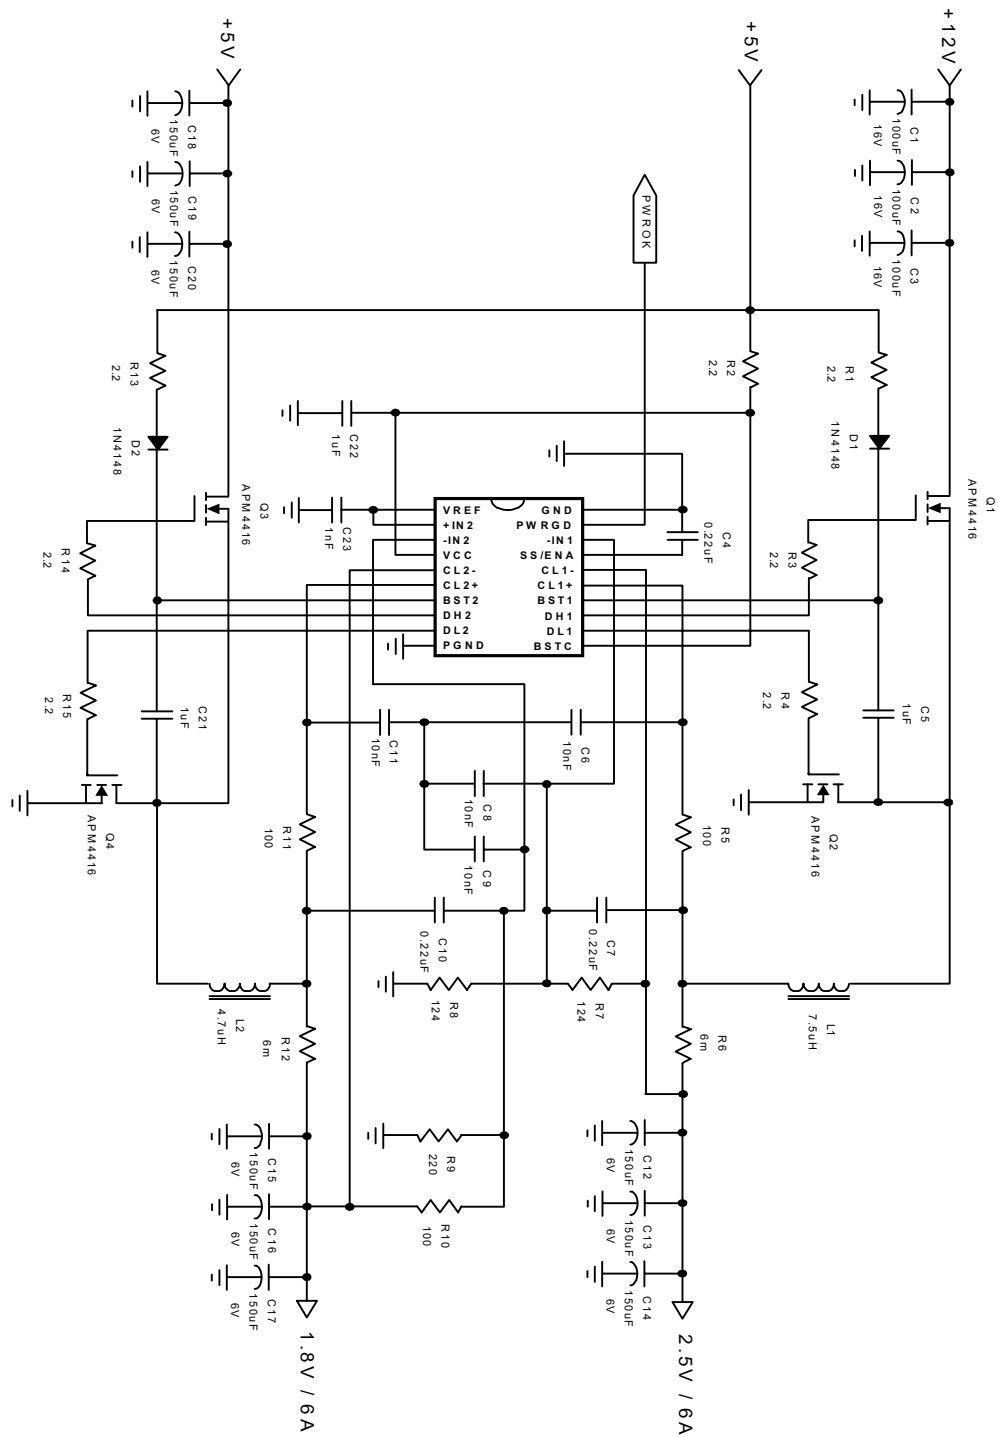 +5V
+5V
+12V
C18
150uF
6V
C19
150uF
6V
C20
150uF
6V
C1
100uF
16V
C2
100uF
16V
C3
100uF
16V
PWROK
R13
2.2
D2
1N4148
R2
2.2
R1
2.2
D1
1N4148
C22
1uF
C23
1nF
C4
0.22uF
Q3
APM4416
Q1
APM4416
R14
2.2
R3
2.2
VREF
+IN2
-IN2
VCC
CL2-
CL2+
BST2
DH2
DL2
PGND
GND
PWRGD
-IN1
SS/ENA
CL1-
CL1+
BST1
DH1
DL1
BSTC
R15
2.2
C21
1uF
R4
2.2
C5
1uF
C11
10nF
C6
10nF
C8
10nF
C9
10nF
Q4
APM4416
Q2
APM4416
R11
100
R5
100
C10
0.22uF
C7
0.22uF
R8
124
R7
124
L2
4.7uH
L1
7.5uH
R12
6m
R6
6m
R9
220
R10
100
C15
150uF
6V
C16
150uF
6V
C17
150uF
6V
C12
150uF
6V
C13
150uF
6V
C14
150uF
6V
1.8V / 6A
2.5V / 6A